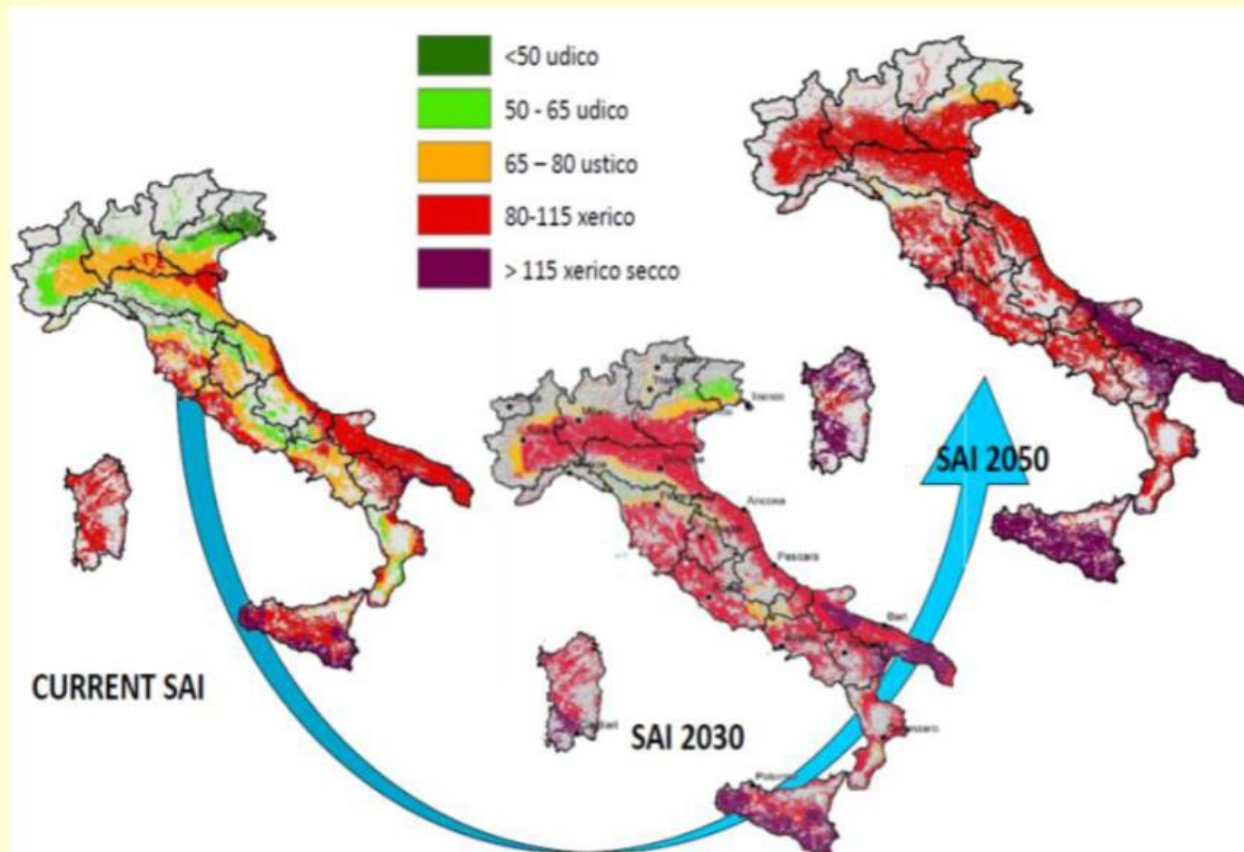 <50 udico
50 - 65 udico
65 – 80 ustico
80-115 xerico
> 115 xerico secco
CURRENT SAI
SAI 2030
SAI 2050
Trieste
Ancona
Pescara
Bari